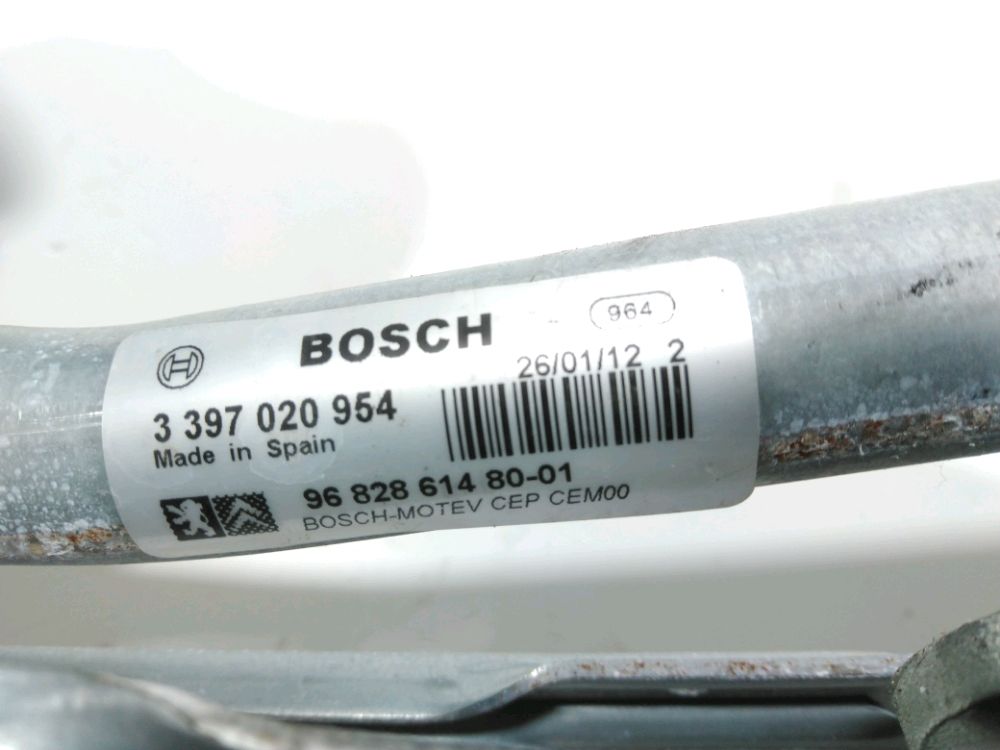 BOSCH
964
26/01/12 2
3 397 020 954
Made in Spain
96 828 614 80-01
BOSCH-MOTEV CEP CEM00